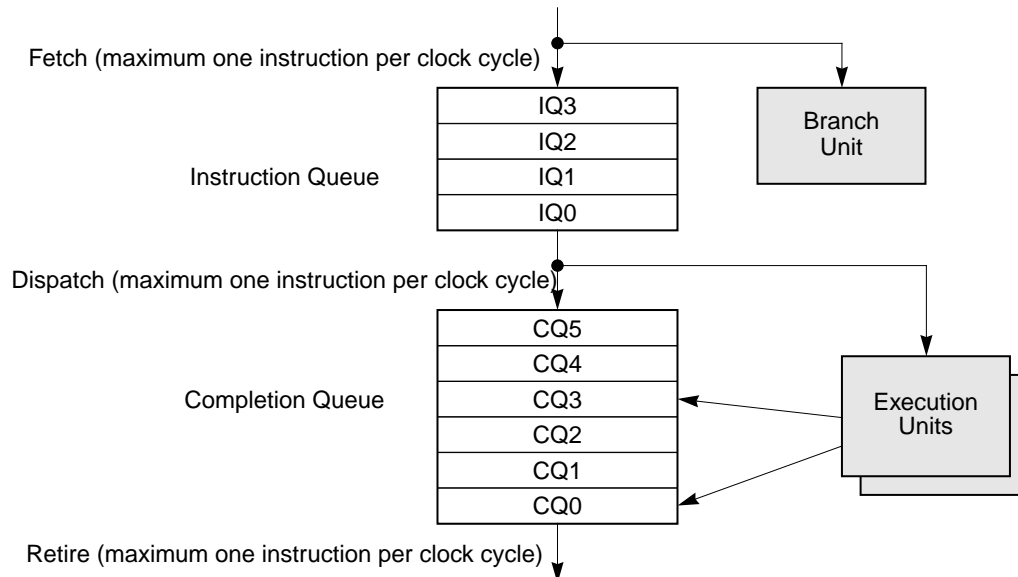 Fetch (maximum one instruction per clock cycle)
IQ3
IQ2
IQ1
IQ0
Instruction Queue
Branch
Unit
Dispatch (maximum one instruction per clock cycle)
CQ5
CQ4
CQ3
CQ2
CQ1
CQ0
Completion Queue
Execution
Units
Retire (maximum one instruction per clock cycle)